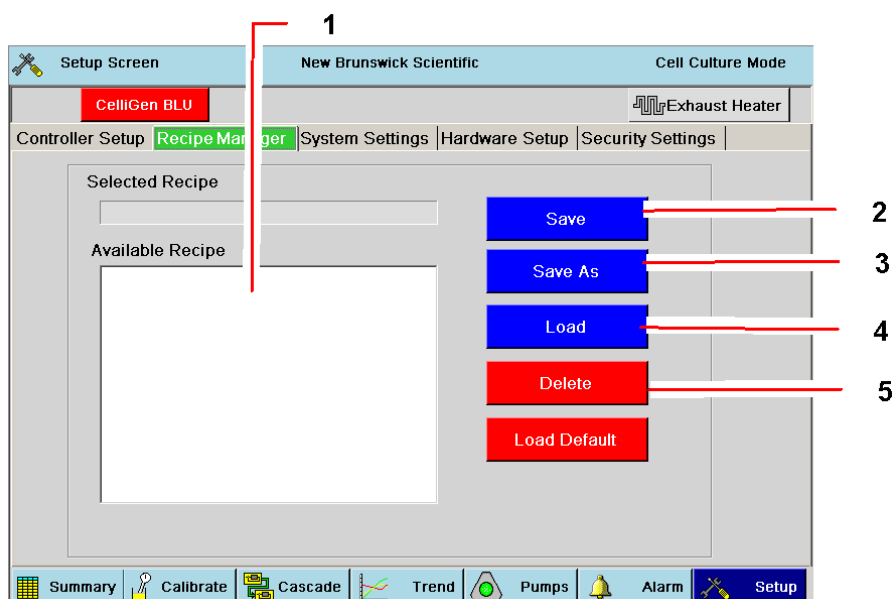 1
Setup Screen New Brunswick Scientific Cell Culture Mode
CelliGen BLU Exhaust Heater
Controller Setup Recipe Manager System Settings Hardware Setup Security Settings
Selected Recipe
Save 2
Available Recipe
Save As 3
Load 4
Delete 5
Load Default
Summary Calibrate Cascade Trend Pumps Alarm Setup